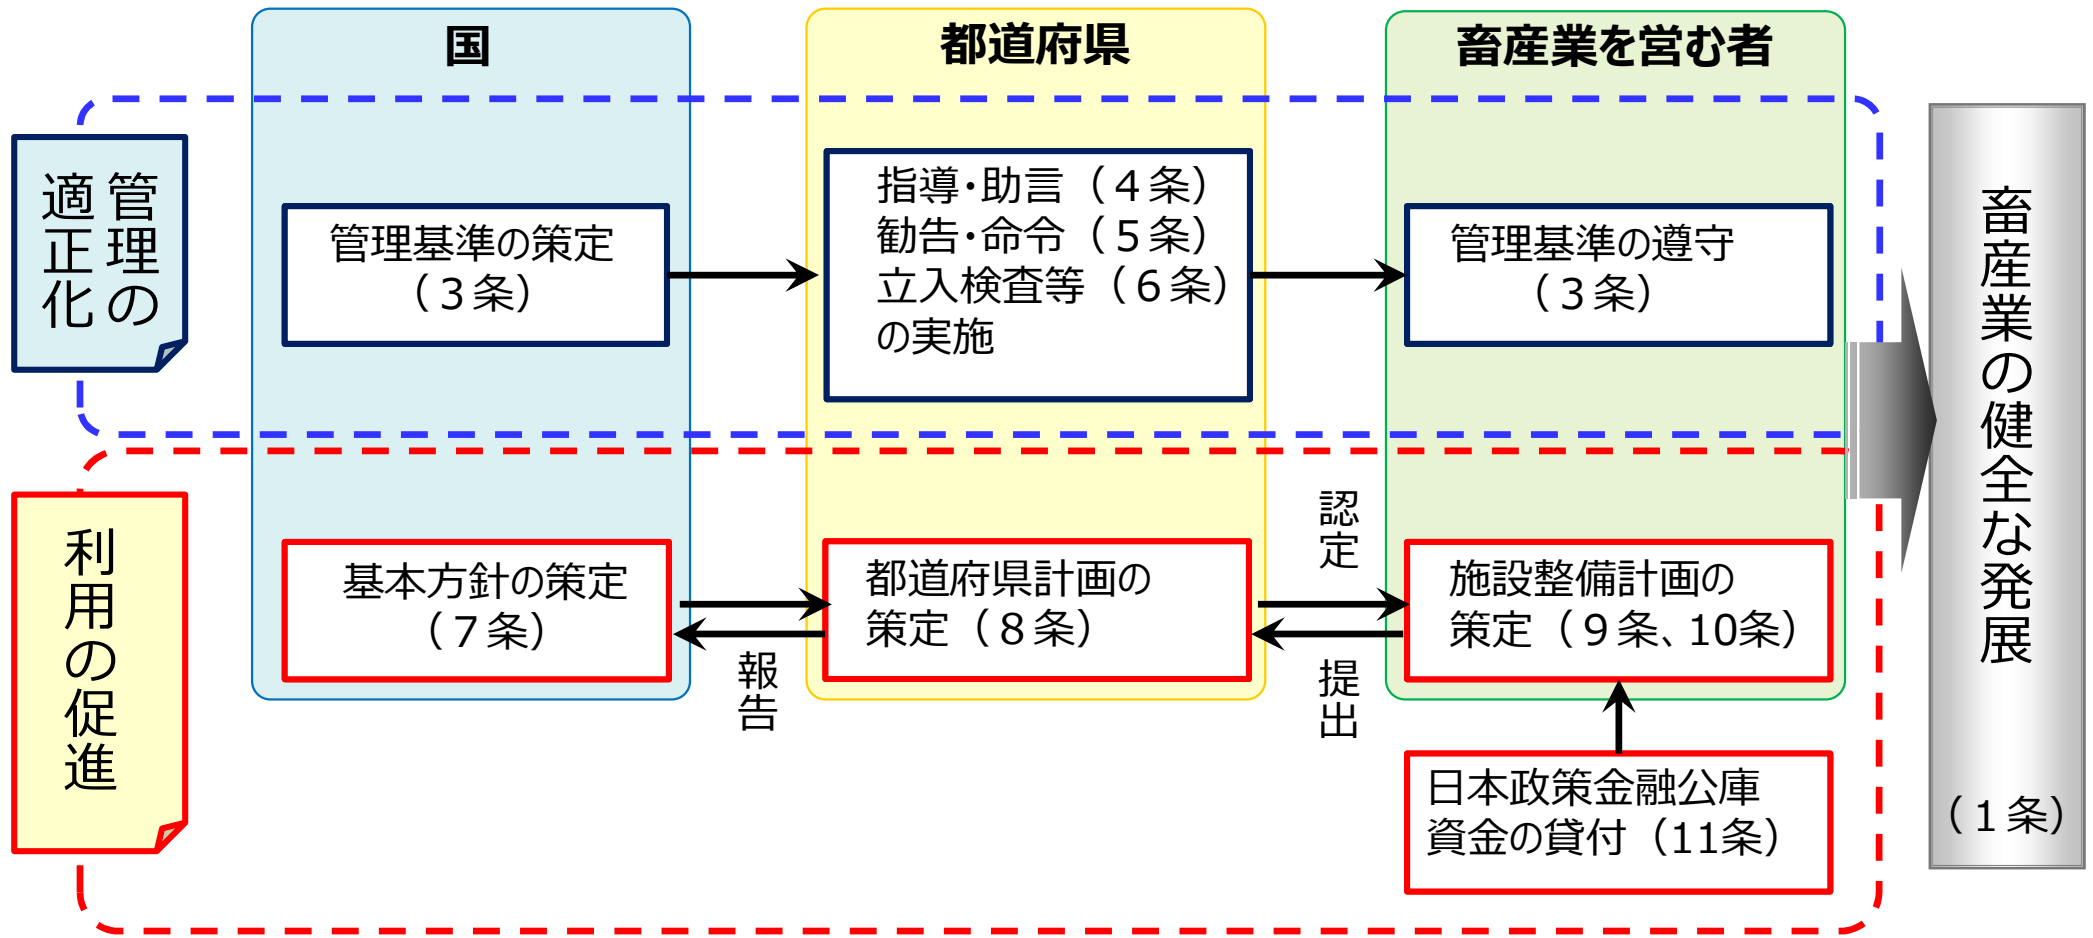 国
都道府県
畜産業を営む者
管理の
適正化
管理基準の策定
（３条）
指導・助言（４条）
勧告・命令（５条）
立入検査等（６条）
の実施
管理基準の遵守
（３条）
利用の促進
基本方針の策定
（７条）
報告
都道府県計画の
策定（８条）
認定
提出
施設整備計画の
策定（９条、10条）
日本政策金融公庫
資金の貸付（11条）
畜産業の健全な発展
（１条）